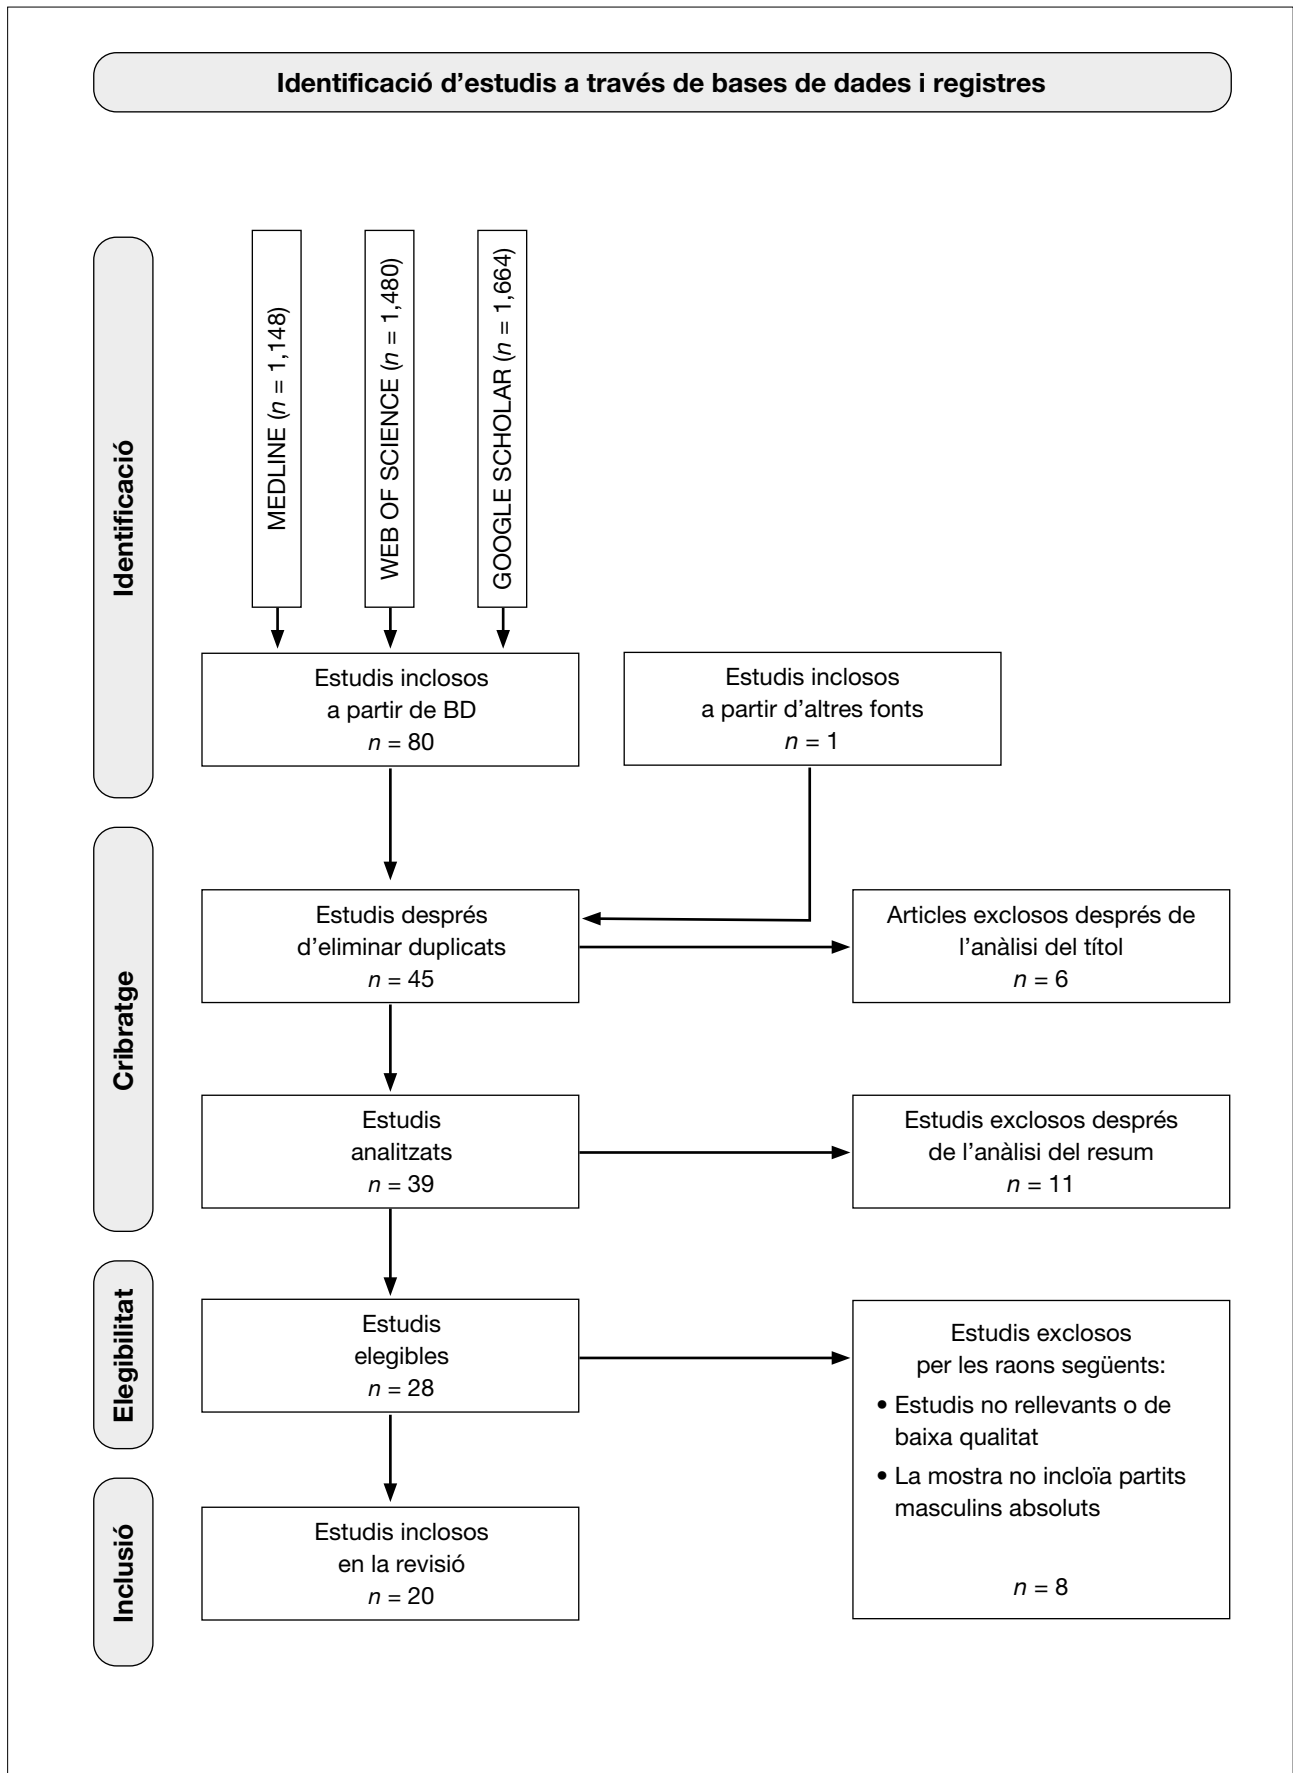 Identificació d’estudis a través de bases de dades i registres
Identificació
MEDLINE (n = 1,148)
WEB OF SCIENCE (n = 1,480)
GOOGLE SCHOLAR (n = 1,664)
Estudis inclosos
a partir de BD
n = 80
Estudis inclosos
a partir d’altres fonts
n = 1
Cribratge
Estudis després
d’eliminar duplicats
n = 45
Articles exclosos després de
l’anàlisi del títol
n = 6
Estudis
analitzats
n = 39
Estudis exclosos després
de l’anàlisi del resum
n = 11
Elegibilitat
Estudis
elegibles
n = 28
Estudis exclosos
per les raons següents:
• Estudis no rellevants o de
baixa qualitat
• La mostra no incloïa partits
masculins absoluts
n = 8
Inclusió
Estudis inclosos
en la revisió
n = 20